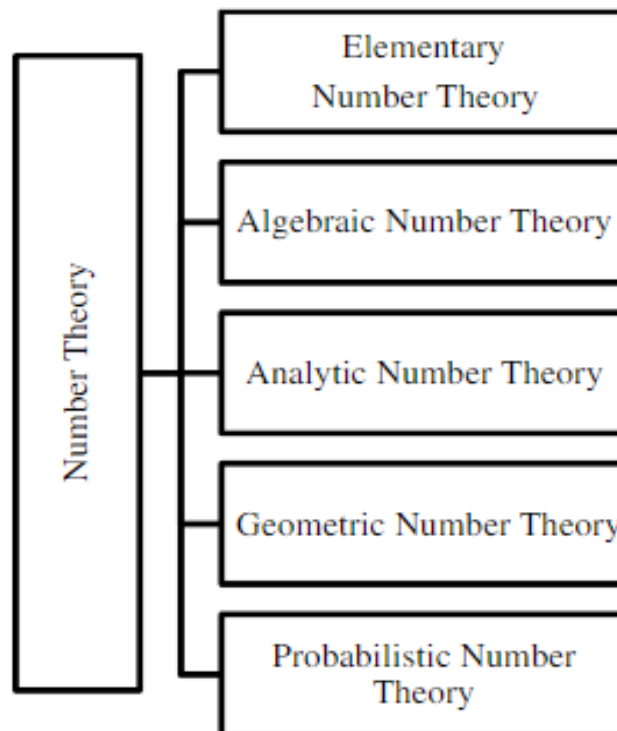 Number Theory
Elementary
Number Theory
Algebraic Number Theory
Analytic Number Theory
Geometric Number Theory
Probabilistic Number
Theory